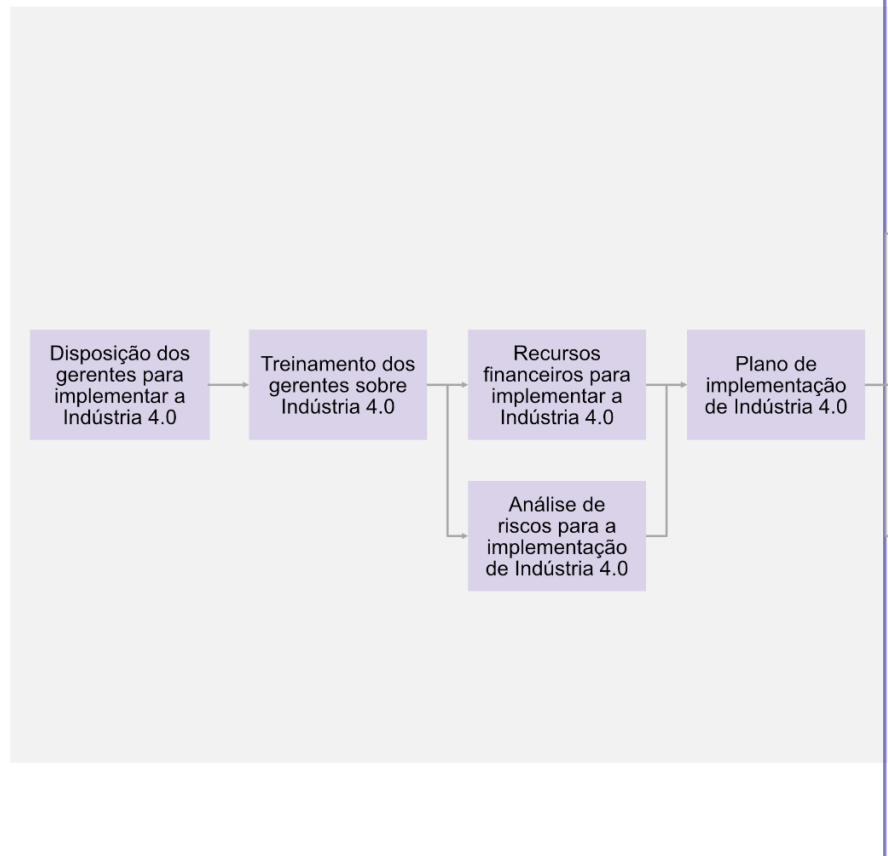 Disposição dos
gerentes para
implementar a
Indústria 4.0
Treinamento dos
gerentes sobre
Indústria 4.0
Recursos
financeiros para
implementar a
Indústria 4.0
Análise de
riscos para a
implementação
de Indústria 4.0
Plano de
implementação
de Indústria 4.0